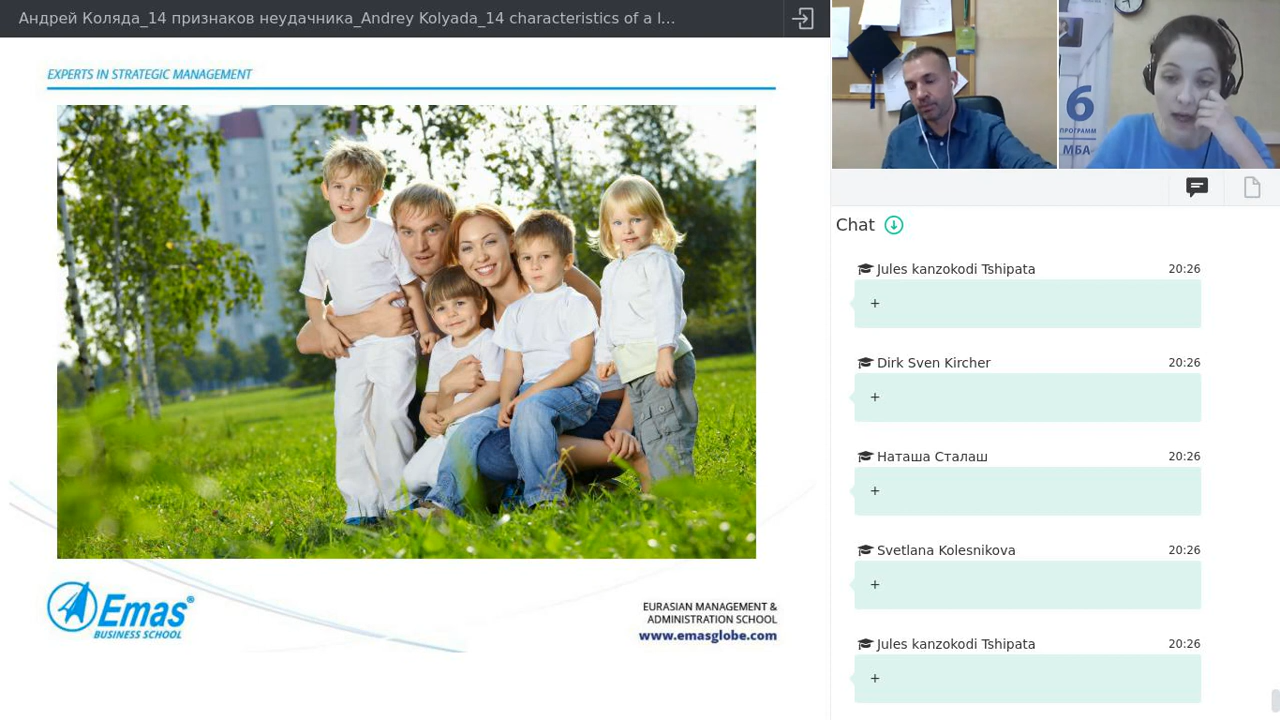 Андрей Коляда_14 признаков неудачника_Andrey Kolyada_14 characteristics of a l...
EXPERTS IN STRATEGIC MANAGEMENT
Emas®
BUSINESS SCHOOL
EURASIAN MANAGEMENT &
ADMINISTRATION SCHOOL
www.emasglobe.com
6
ПРОГРАММ
МБА
Chat
Jules kanzokodi Tshipata 20:26
+
Dirk Sven Kircher 20:26
+
Наташа Сталаш 20:26
+
Svetlana Kolesnikova 20:26
+
Jules kanzokodi Tshipata 20:26
+